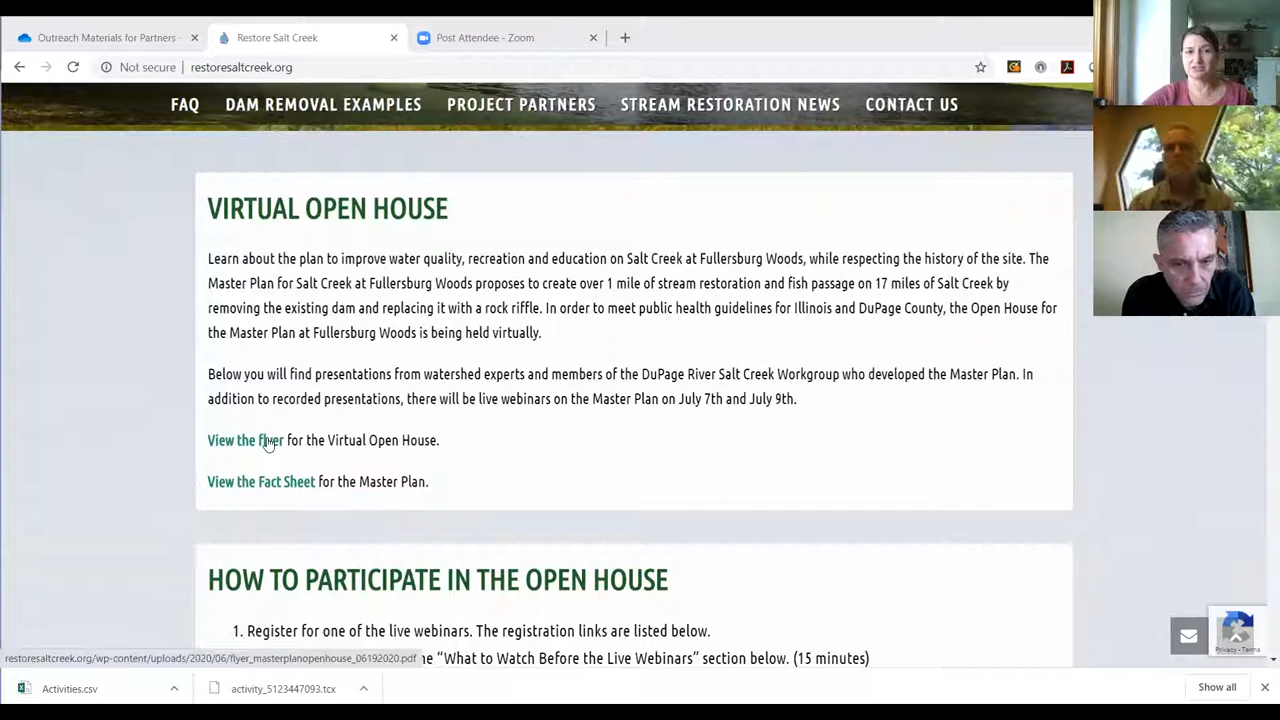 Outreach Materials for Partners -
Restore Salt Creek
Post Attendee - Zoom
Not secure
restoresaltcreek.org
FAQ
DAM REMOVAL EXAMPLES
PROJECT PARTNERS
STREAM RESTORATION NEWS
CONTACT US
VIRTUAL OPEN HOUSE
Learn about the plan to improve water quality, recreation and education on Salt Creek at Fullersburg Woods, while respecting the history of the site. The
Master Plan for Salt Creek at Fullersburg Woods proposes to create over 1 mile of stream restoration and fish passage on 17 miles of Salt Creek by
removing the existing dam and replacing it with a rock riffle. In order to meet public health guidelines for Illinois and DuPage County, the Open House for
the Master Plan at Fullersburg Woods is being held virtually.
Below you will find presentations from watershed experts and members of the DuPage River Salt Creek Workgroup who developed the Master Plan. In
addition to recorded presentations, there will be live webinars on the Master Plan on July 7th and July 9th.
View the flyer for the Virtual Open House.
View the Fact Sheet for the Master Plan.
HOW TO PARTICIPATE IN THE OPEN HOUSE
1. Register for one of the live webinars. The registration links are listed below.
"What to Watch Before the Live Webinars" section below. (15 minutes)
Privacy - Terms
restoresaltcreek.org/wp-content/uploads/2020/06/flyer_masterplanopenhouse_06192020.pdf
Activities.csv
activity_5123447093.tcx
Show all